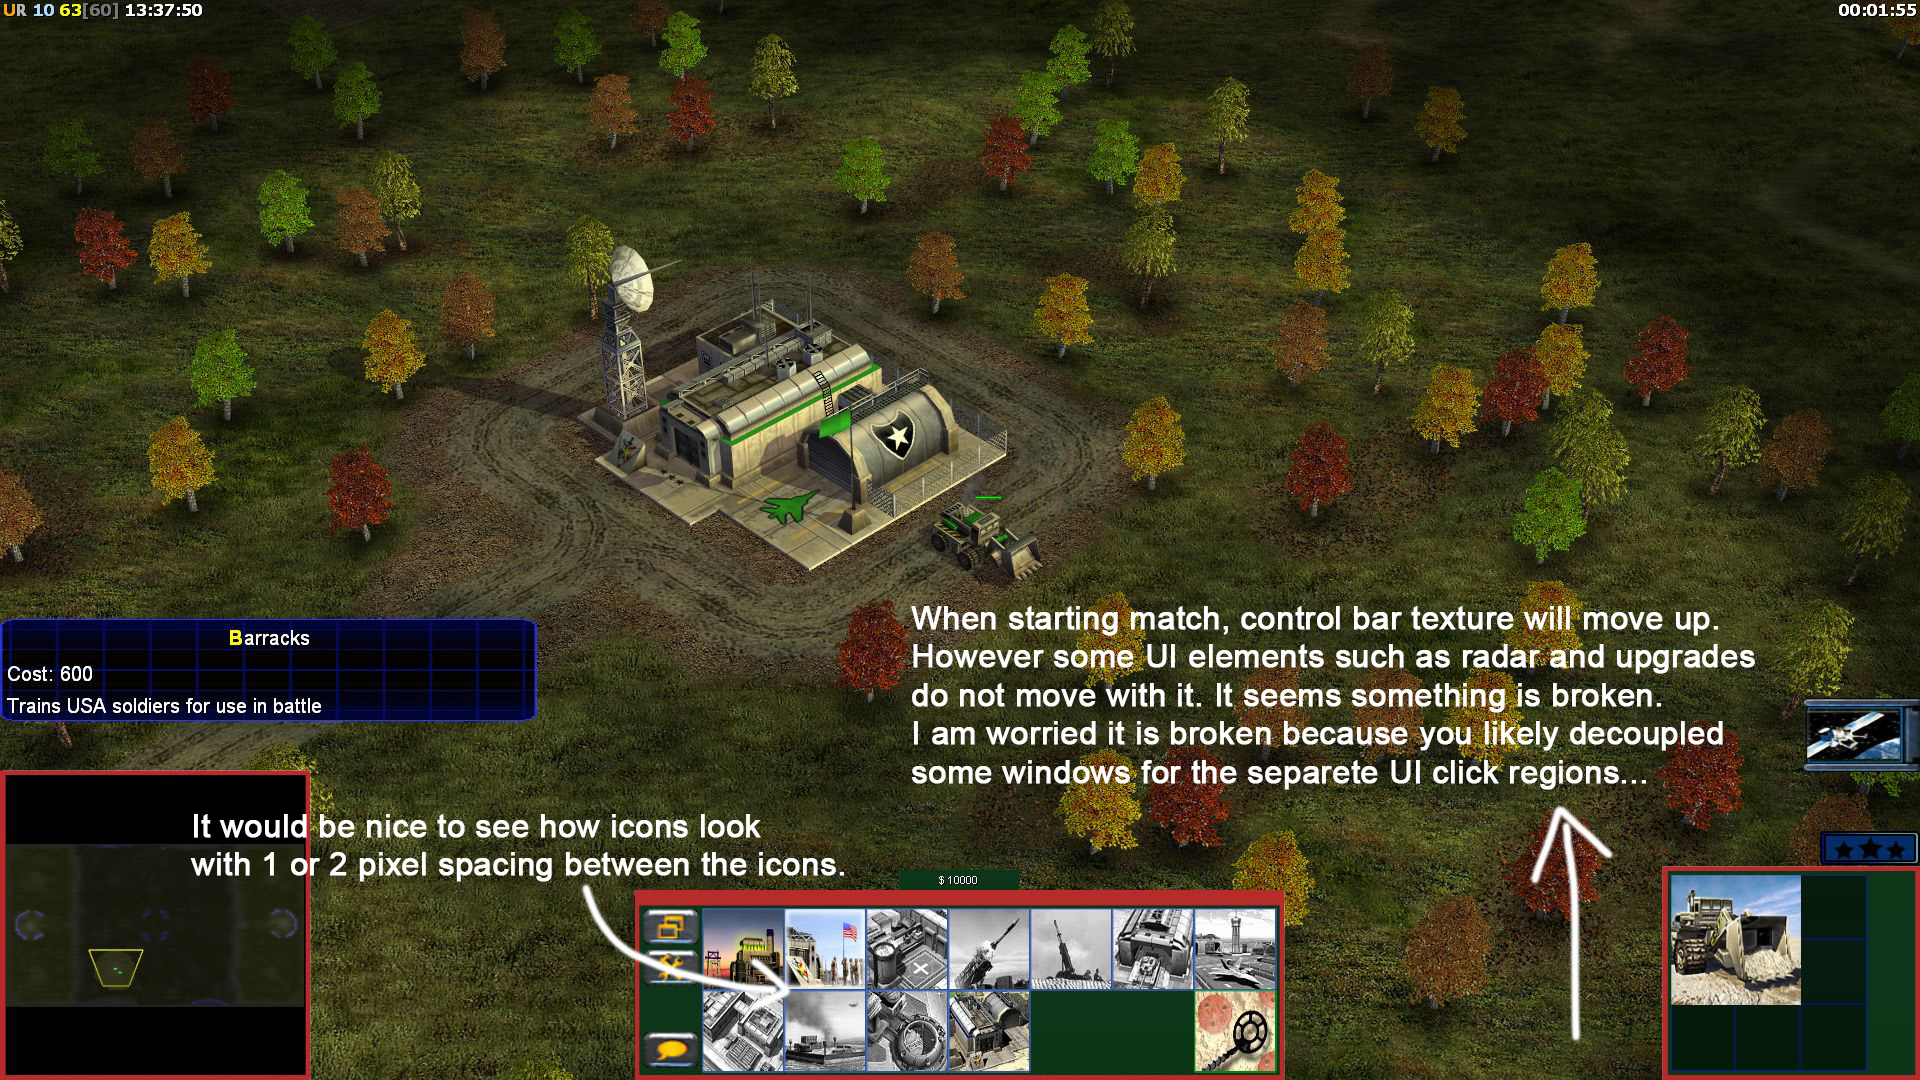 UR 10 63[60] 13:37:50
00:01:55
Barracks
Cost: 600
Trains USA soldiers for use in battle
When starting match, control bar texture will move up.
However some UI elements such as radar and upgrades
do not move with it. It seems something is broken.
I am worried it is broken because you likely decoupled
some windows for the separete UI click regions...
It would be nice to see how icons look
with 1 or 2 pixel spacing between the icons.
$ 10000